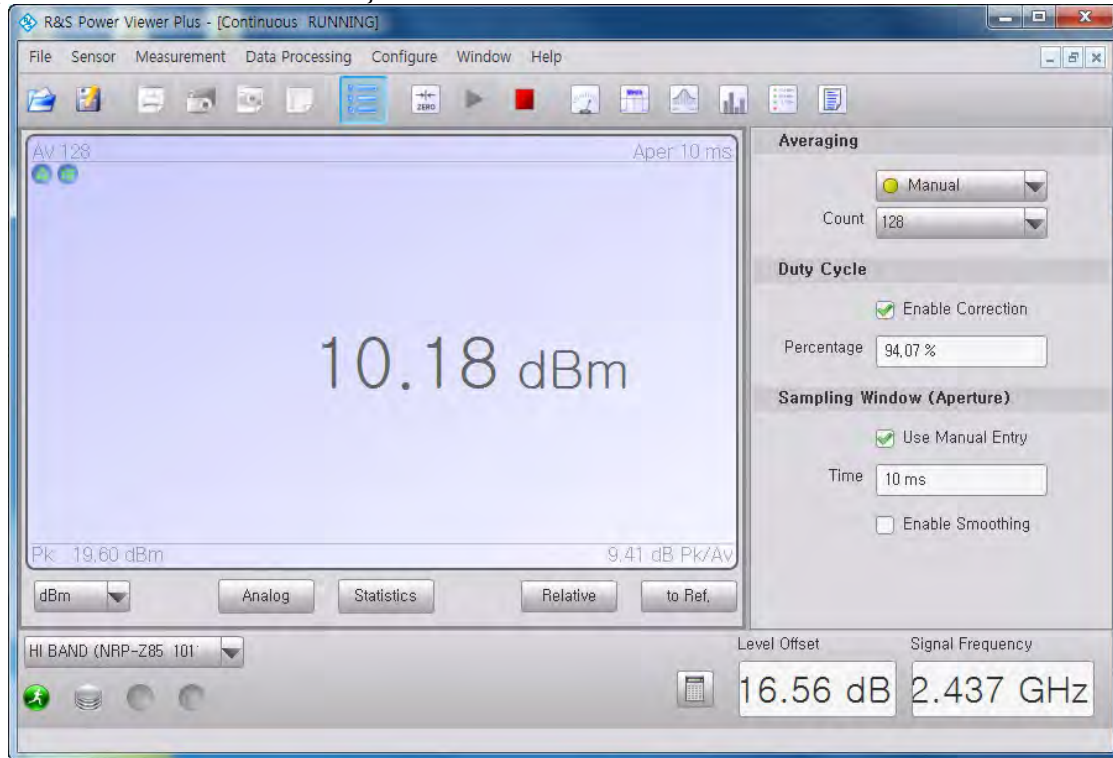 R&S Power Viewer Plus - [Continuous RUNNING]
File Sensor Measurement Data Processing Configure Window Help
ZERO
AV 128 Aper 10 ms
10.18 dBm
Pk 19.60 dBm 9.41 dB Pk/Av
dBm Analog Statistics Relative to Ref.
Averaging
Manual
Count 128
Duty Cycle
Enable Correction
Percentage 94.07 %
Sampling Window (Aperture)
Use Manual Entry
Time 10 ms
Enable Smoothing
HI BAND (NRP-Z85 101
Level Offset Signal Frequency
16.56 dB 2.437 GHz